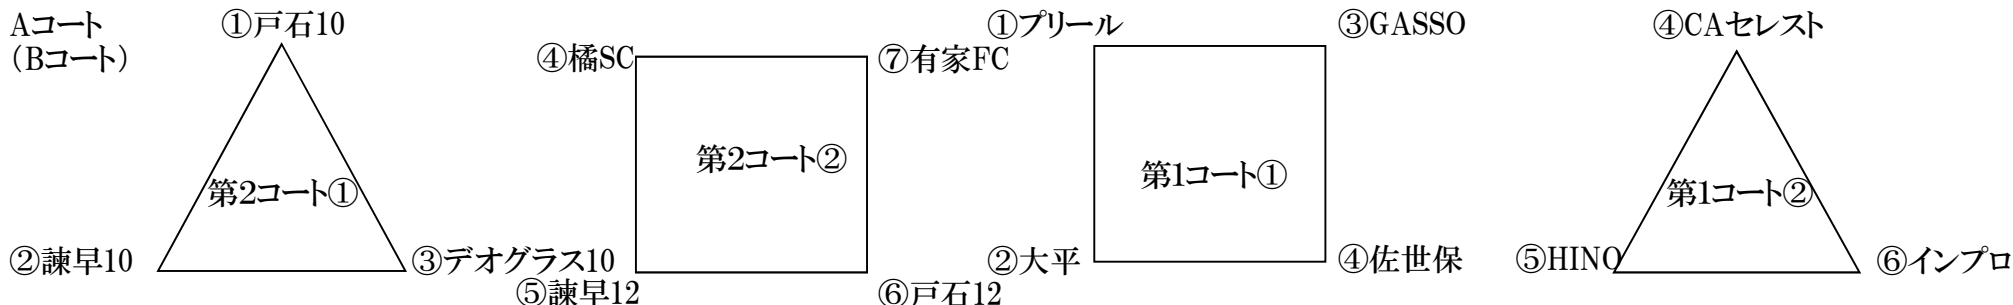 Aコート
（Bコート）
①戸石10
第2コート①
②諫早10
③デオグラス10
④橘SC
⑦有家FC
第2コート②
⑤諫早12
⑥戸石12
①プリール
③GASSO
第1コート①
②大平
④佐世保
④CAセレスト
第1コート②
⑤HINO
⑥インプロ